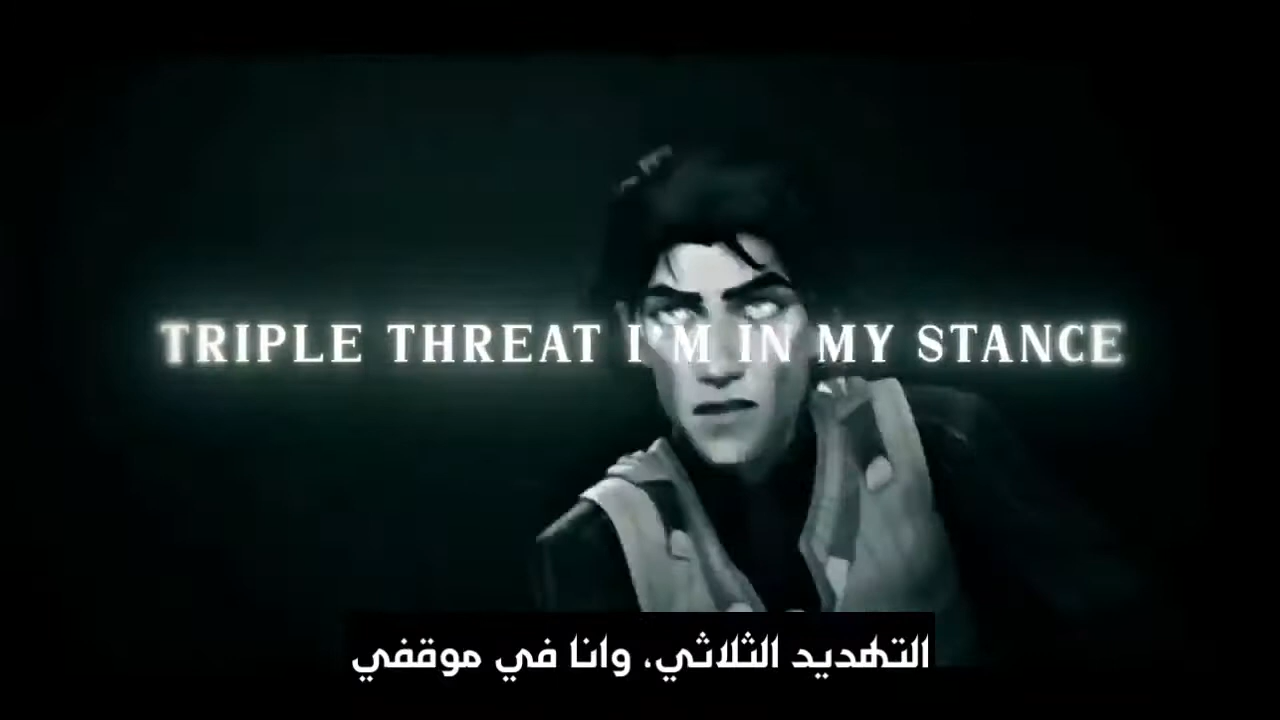 TRIPLE THREAT I'M IN MY STANCE
التهديد الثلاثي، وانا في موقفي